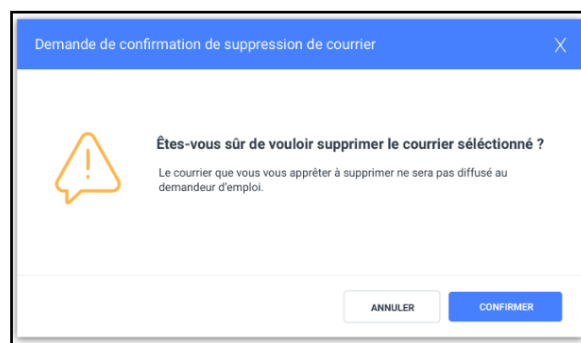 Demande de confirmation de suppression de courrier X
Êtes-vous sûr de vouloir supprimer le courrier séléctionné ?
Le courrier que vous vous apprêter à supprimer ne sera pas diffusé au
demandeur d'emploi.
ANNULER CONFIRMER